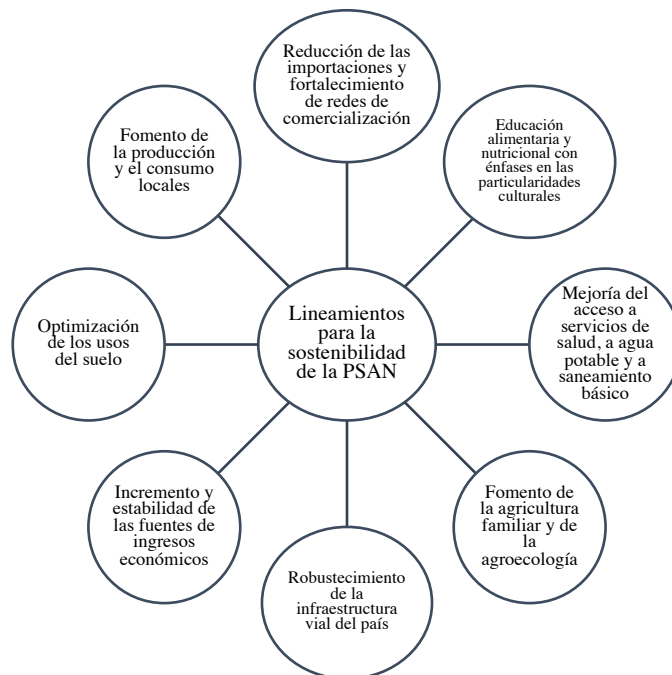 Reducción de las
importaciones y
fortalecimiento
de redes de
comercialización
Educación
alimentaria y
nutricional con
énfases en las
particularidades
culturales
Mejoría del
acceso a
servicios de
salud, a agua
potable y a
saneamiento
básico
Fomento de
la agricultura
familiar y de
la
agroecología
Robustecimiento
de la
infraestructura
vial del país
Incremento y
estabilidad de
las fuentes de
ingresos
económicos
Optimización
de los usos
del suelo
Fomento de
la producción
y el consumo
locales
Lineamientos
para la
sostenibilidad
de la PSAN